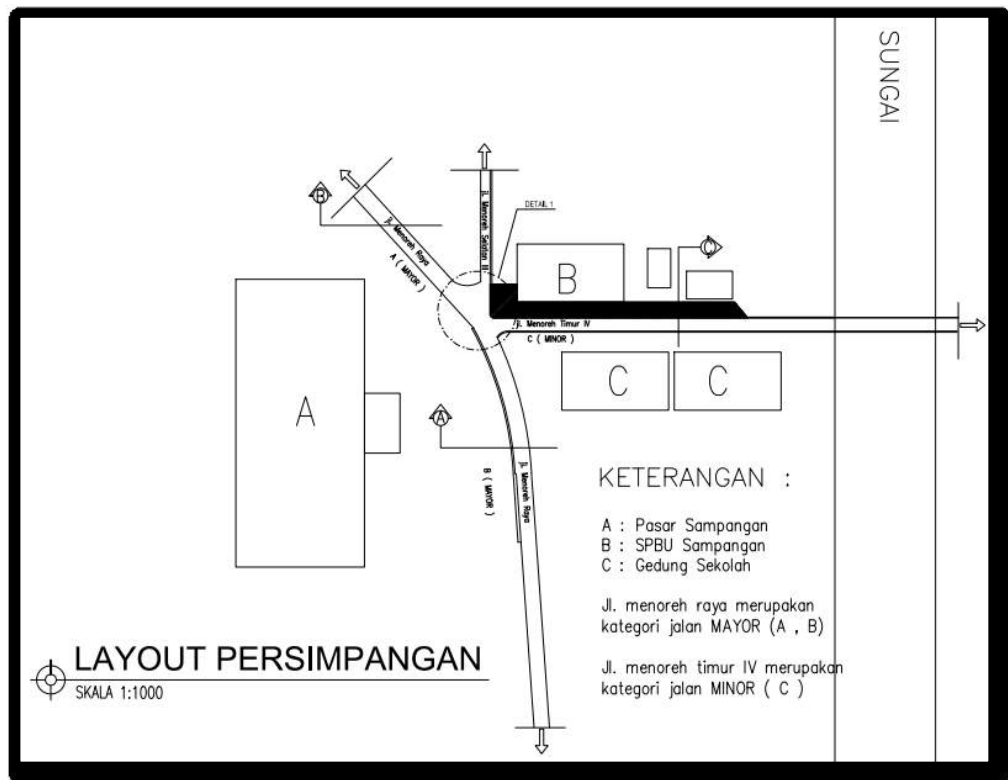 SUNGAI
B
jl. Menoreh Raya
A ( MAYOR )
jl. Menoreh Selatan III
DETAIL 1
B
C
jl. Menoreh Timur IV
C ( MINOR )
A
C
C
A
jl. Menoreh Raya
B ( MAYOR )
KETERANGAN :
A : Pasar Sampangan
B : SPBU Sampangan
C : Gedung Sekolah
Jl. menoreh raya merupakan
kategori jalan MAYOR (A , B)
Jl. menoreh timur IV merupakan
kategori jalan MINOR ( C )
LAYOUT PERSIMPANGAN
SKALA 1:1000